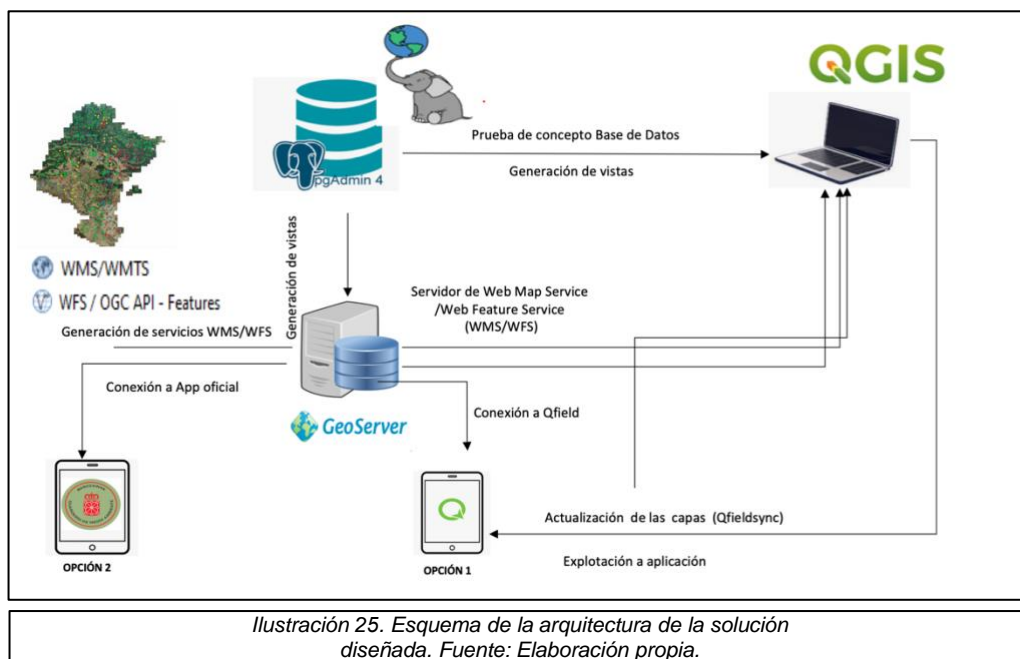 QGIS
pgAdmin 4
Prueba de concepto Base de Datos
Generación de vistas
WMS/WMTS
WFS / OGC API - Features
Generación de servicios WMS/WFS
Generación de vistas
Servidor de Web Map Service
/Web Feature Service
(WMS/WFS)
Conexión a App oficial
GeoServer
Conexión a Qfield
Actualización de las capas (Qfieldsync)
Explotación a aplicación
OPCIÓN 2
OPCIÓN 1
Ilustración 25. Esquema de la arquitectura de la solución
diseñada. Fuente: Elaboración propia.